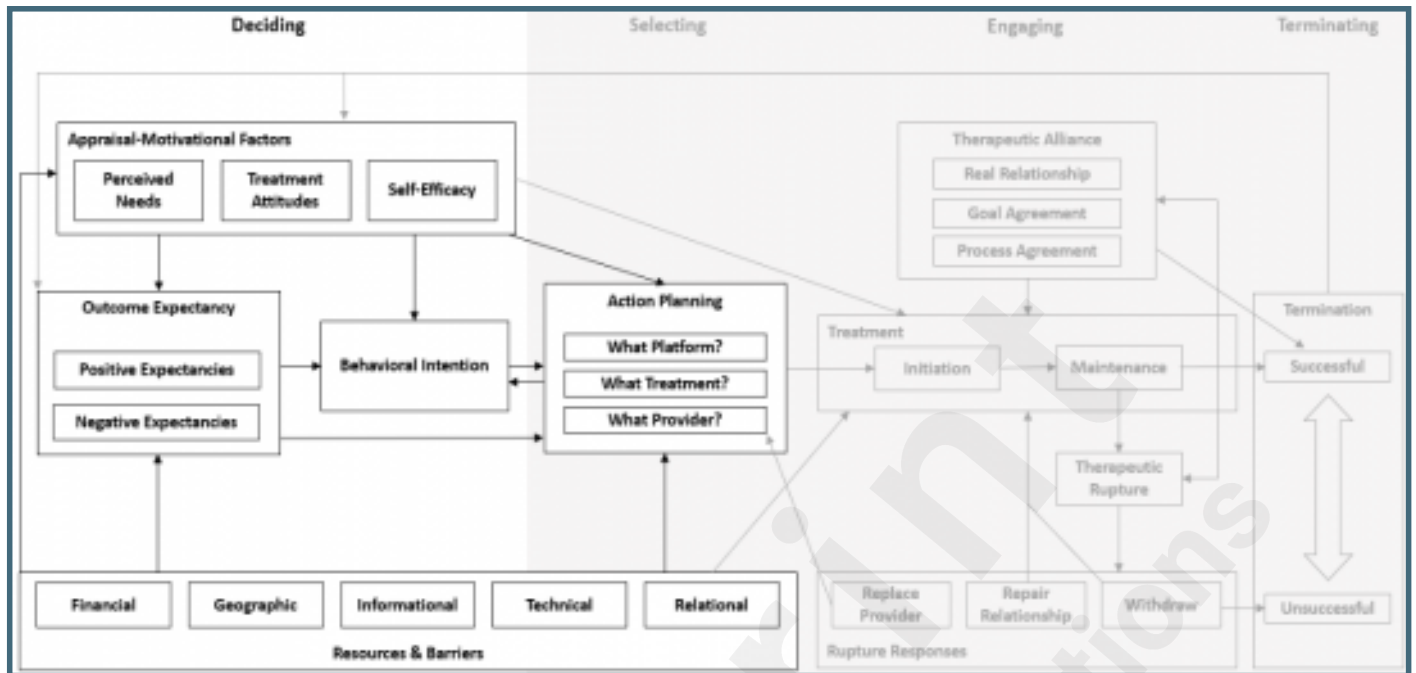 Deciding
Selecting
Engaging
Terminating
Appraisal-Motivational Factors
Perceived
Needs
Treatment
Attitudes
Self-Efficacy
Therapeutic Alliance
Real Relationship
Goal Agreement
Process Agreement
Outcome Expectancy
Positive Expectancies
Negative Expectancies
Behavioral Intention
Action Planning
What Platform?
What Treatment?
What Provider?
Treatment
Initiation
Maintenance
Therapeutic
Rupture
Termination
Successful
Unsuccessful
Financial
Geographic
Informational
Technical
Relational
Resources & Barriers
Replace
Provider
Repair
Relationship
Withdraw
Rupture Responses